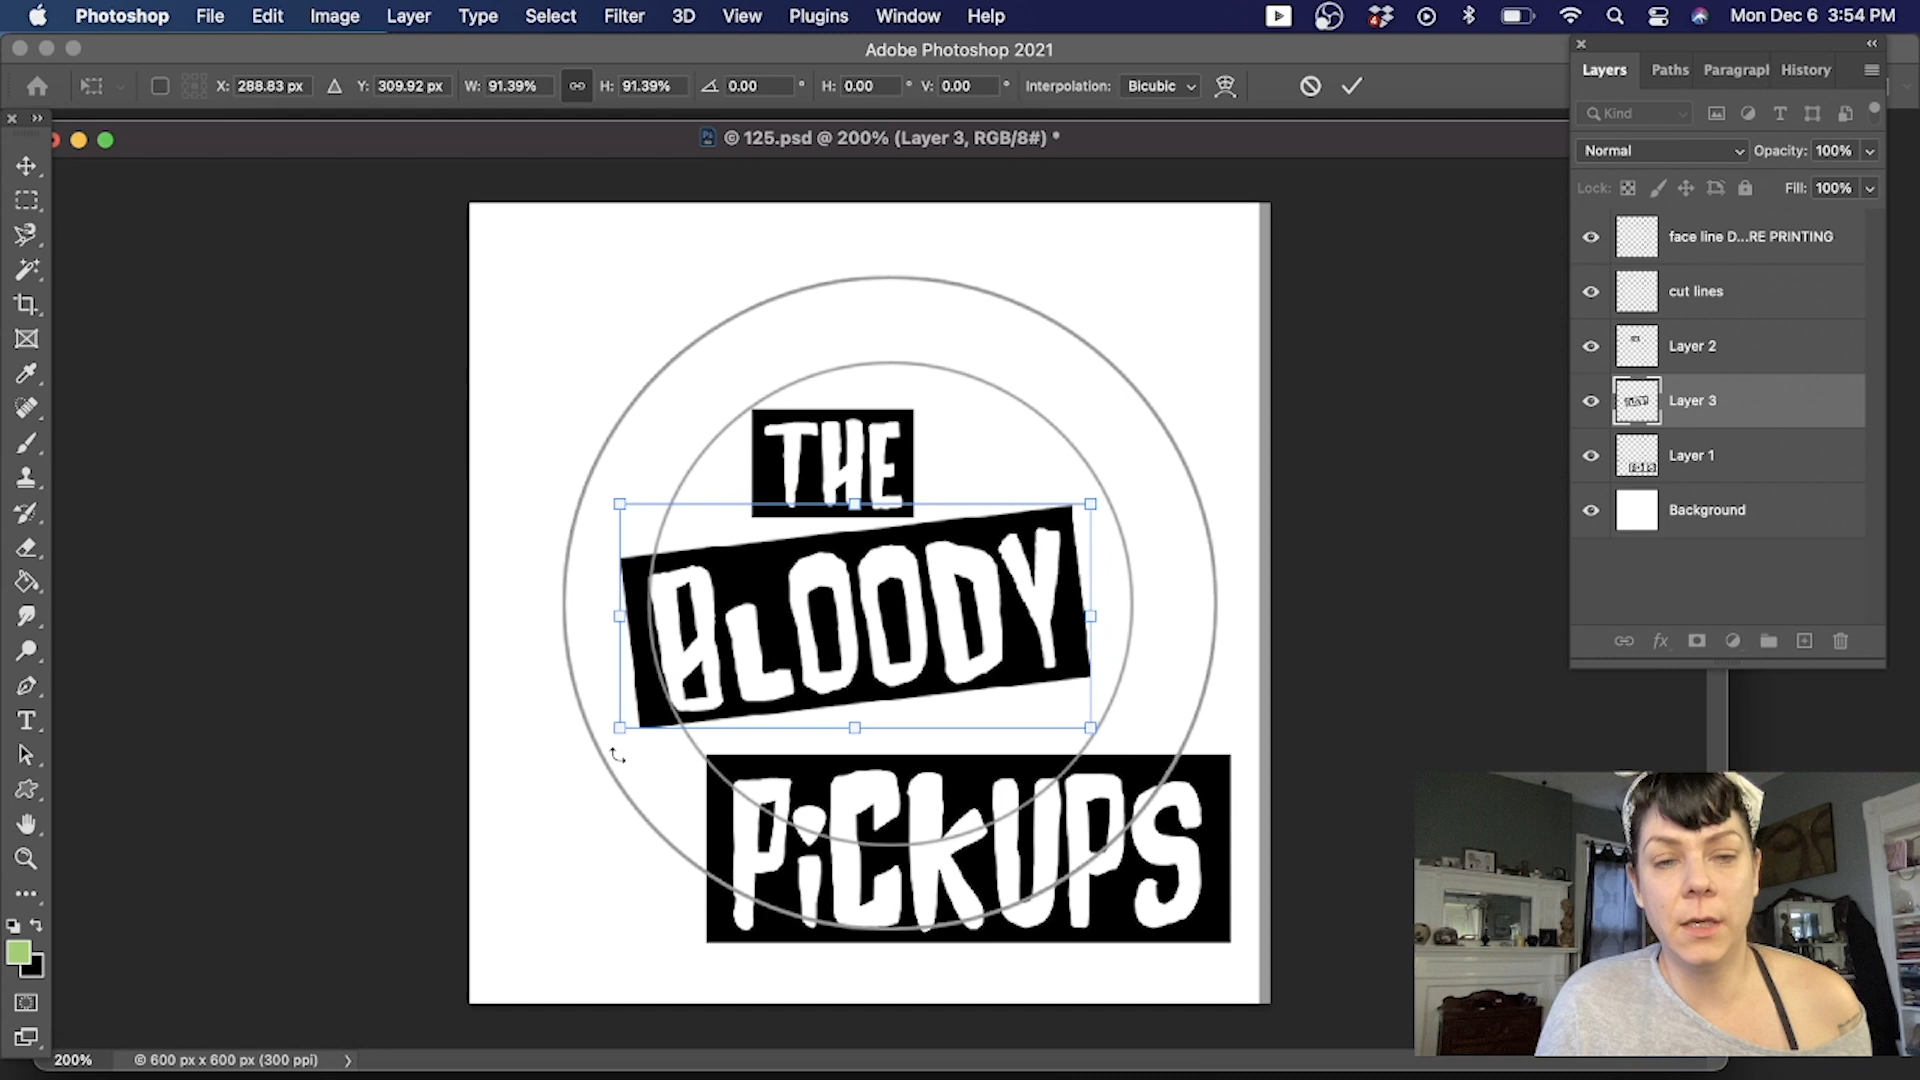 Photoshop File Edit Image Layer Type Select Filter 3D View Plugins Window Help Mon Dec 6 3:54 PM
Adobe Photoshop 2021
X: 288.83 px Y: 309.92 px W: 91.39% H: 91.39% 0.00 ° H: 0.00 ° V: 0.00 ° Interpolation: Bicubic
© 125.psd @ 200% (Layer 3, RGB/8#) *
Layers Paths Paragraph History
Kind
Normal Opacity: 100%
Lock: Fill: 100%
face line D...RE PRINTING
cut lines
Layer 2
Layer 3
Layer 1
Background
THE
BLOODY
PiCKUPS
200% © 600 px x 600 px (300 ppi)